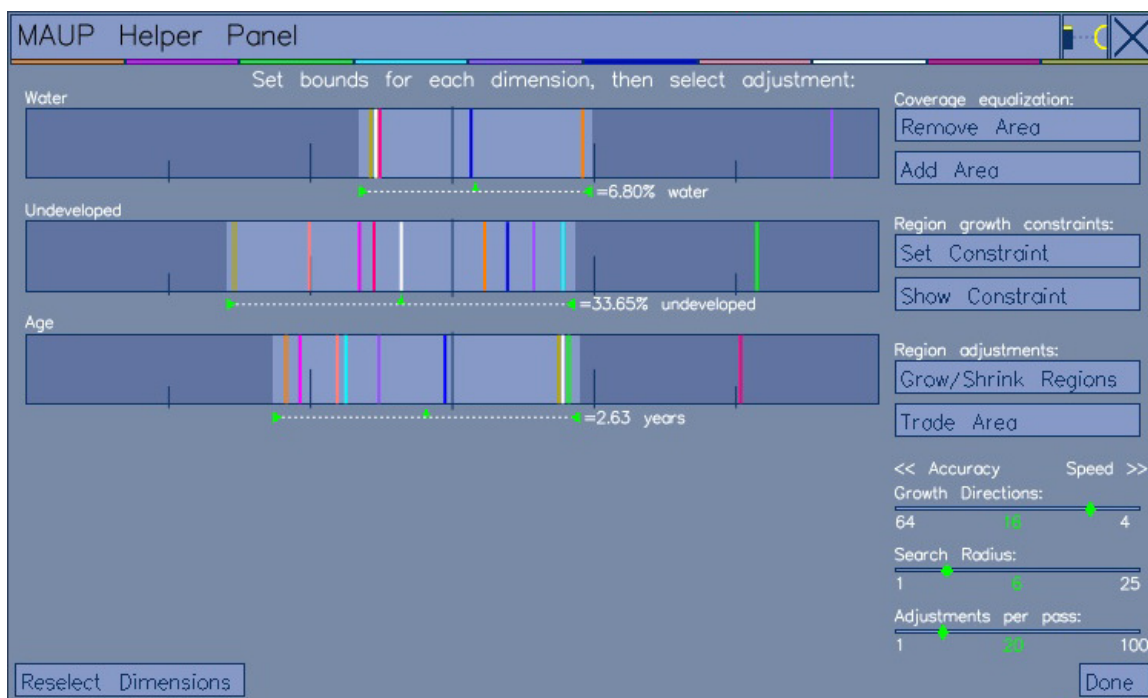 MAUP Helper Panel
Set bounds for each dimension, then select adjustment:
Water
=6.80% water
Undeveloped
=33.65% undeveloped
Age
=2.63 years
Coverage equalization:
Remove Area
Add Area
Region growth constraints:
Set Constraint
Show Constraint
Region adjustments:
Grow/Shrink Regions
Trade Area
<< Accuracy Speed >>
Growth Directions:
64 16 4
Search Radius:
1 6 25
Adjustments per pass:
1 20 100
Reselect Dimensions
Done